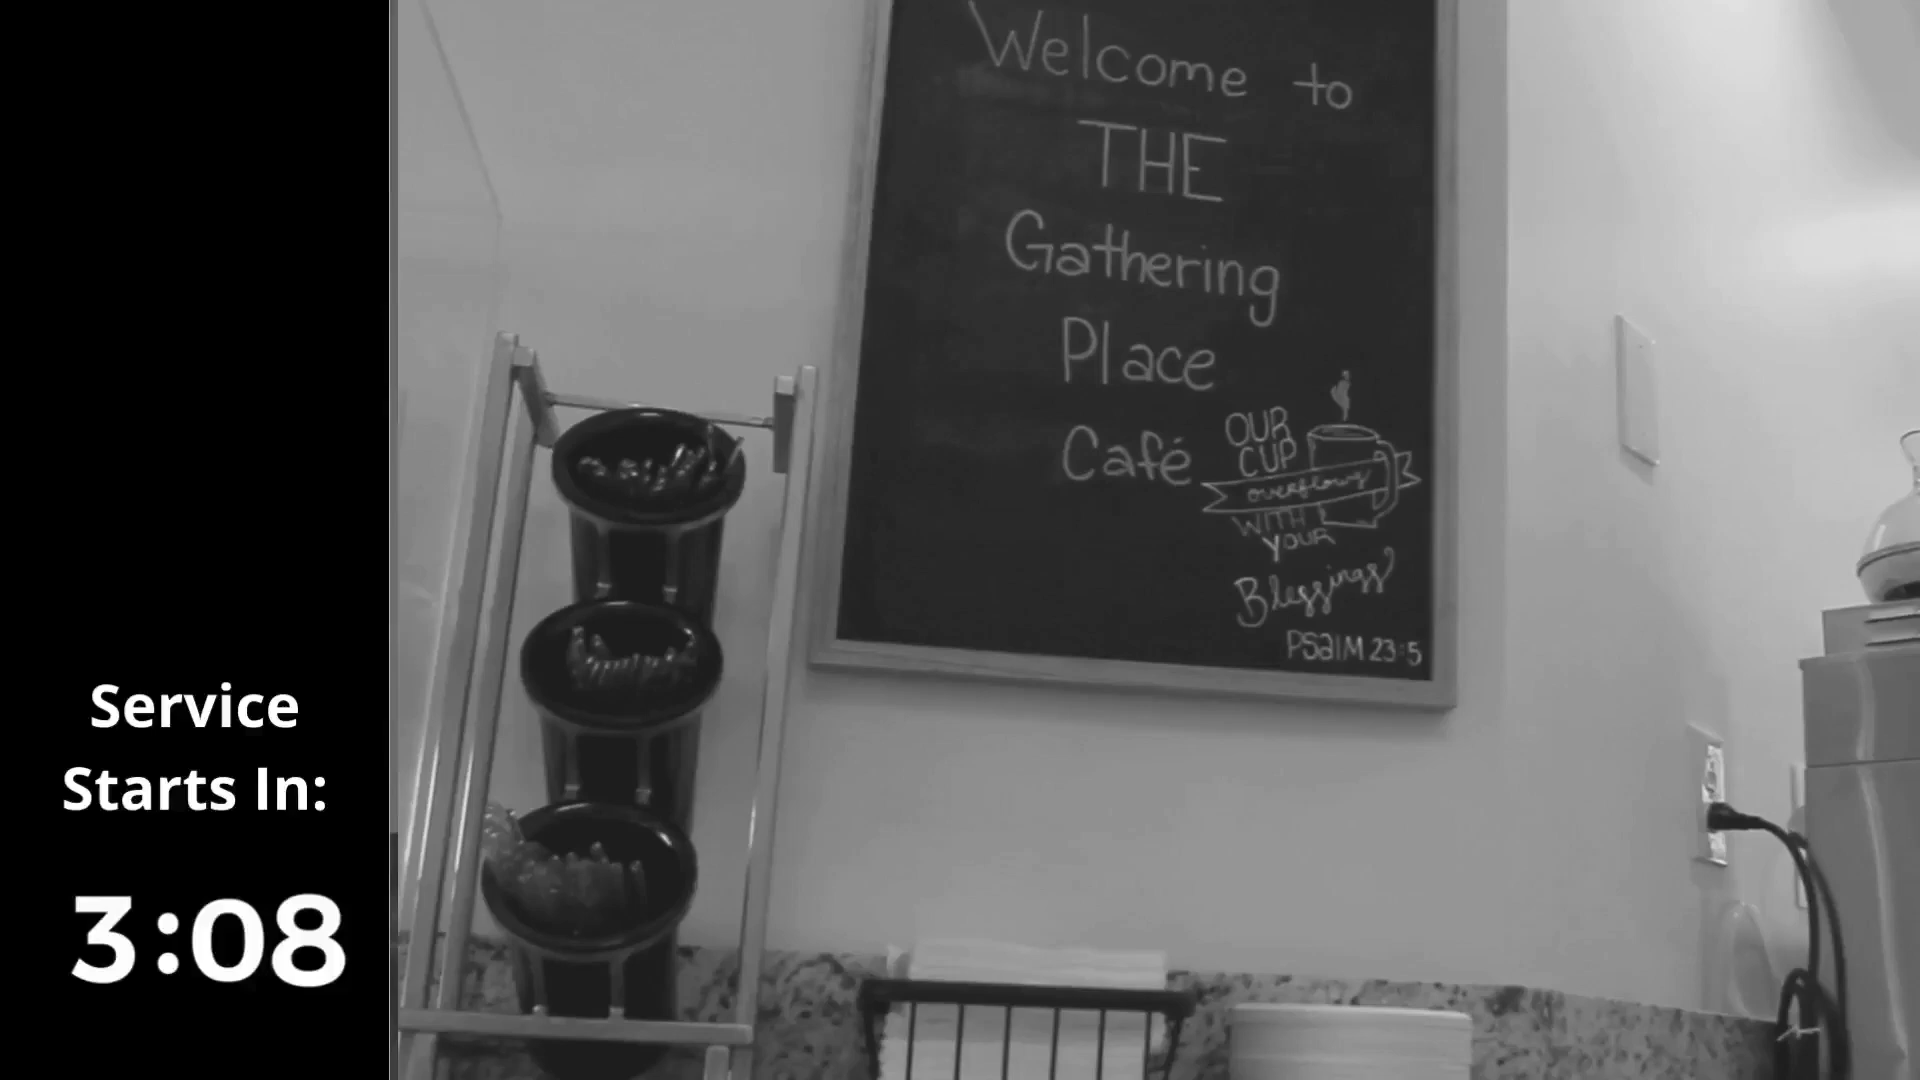 Welcome to
THE
Gathering
Place
Café
OUR
CUP
overflows
WITH
YOUR
Blessings
PSalM 23:5
Service
Starts In:
3:08